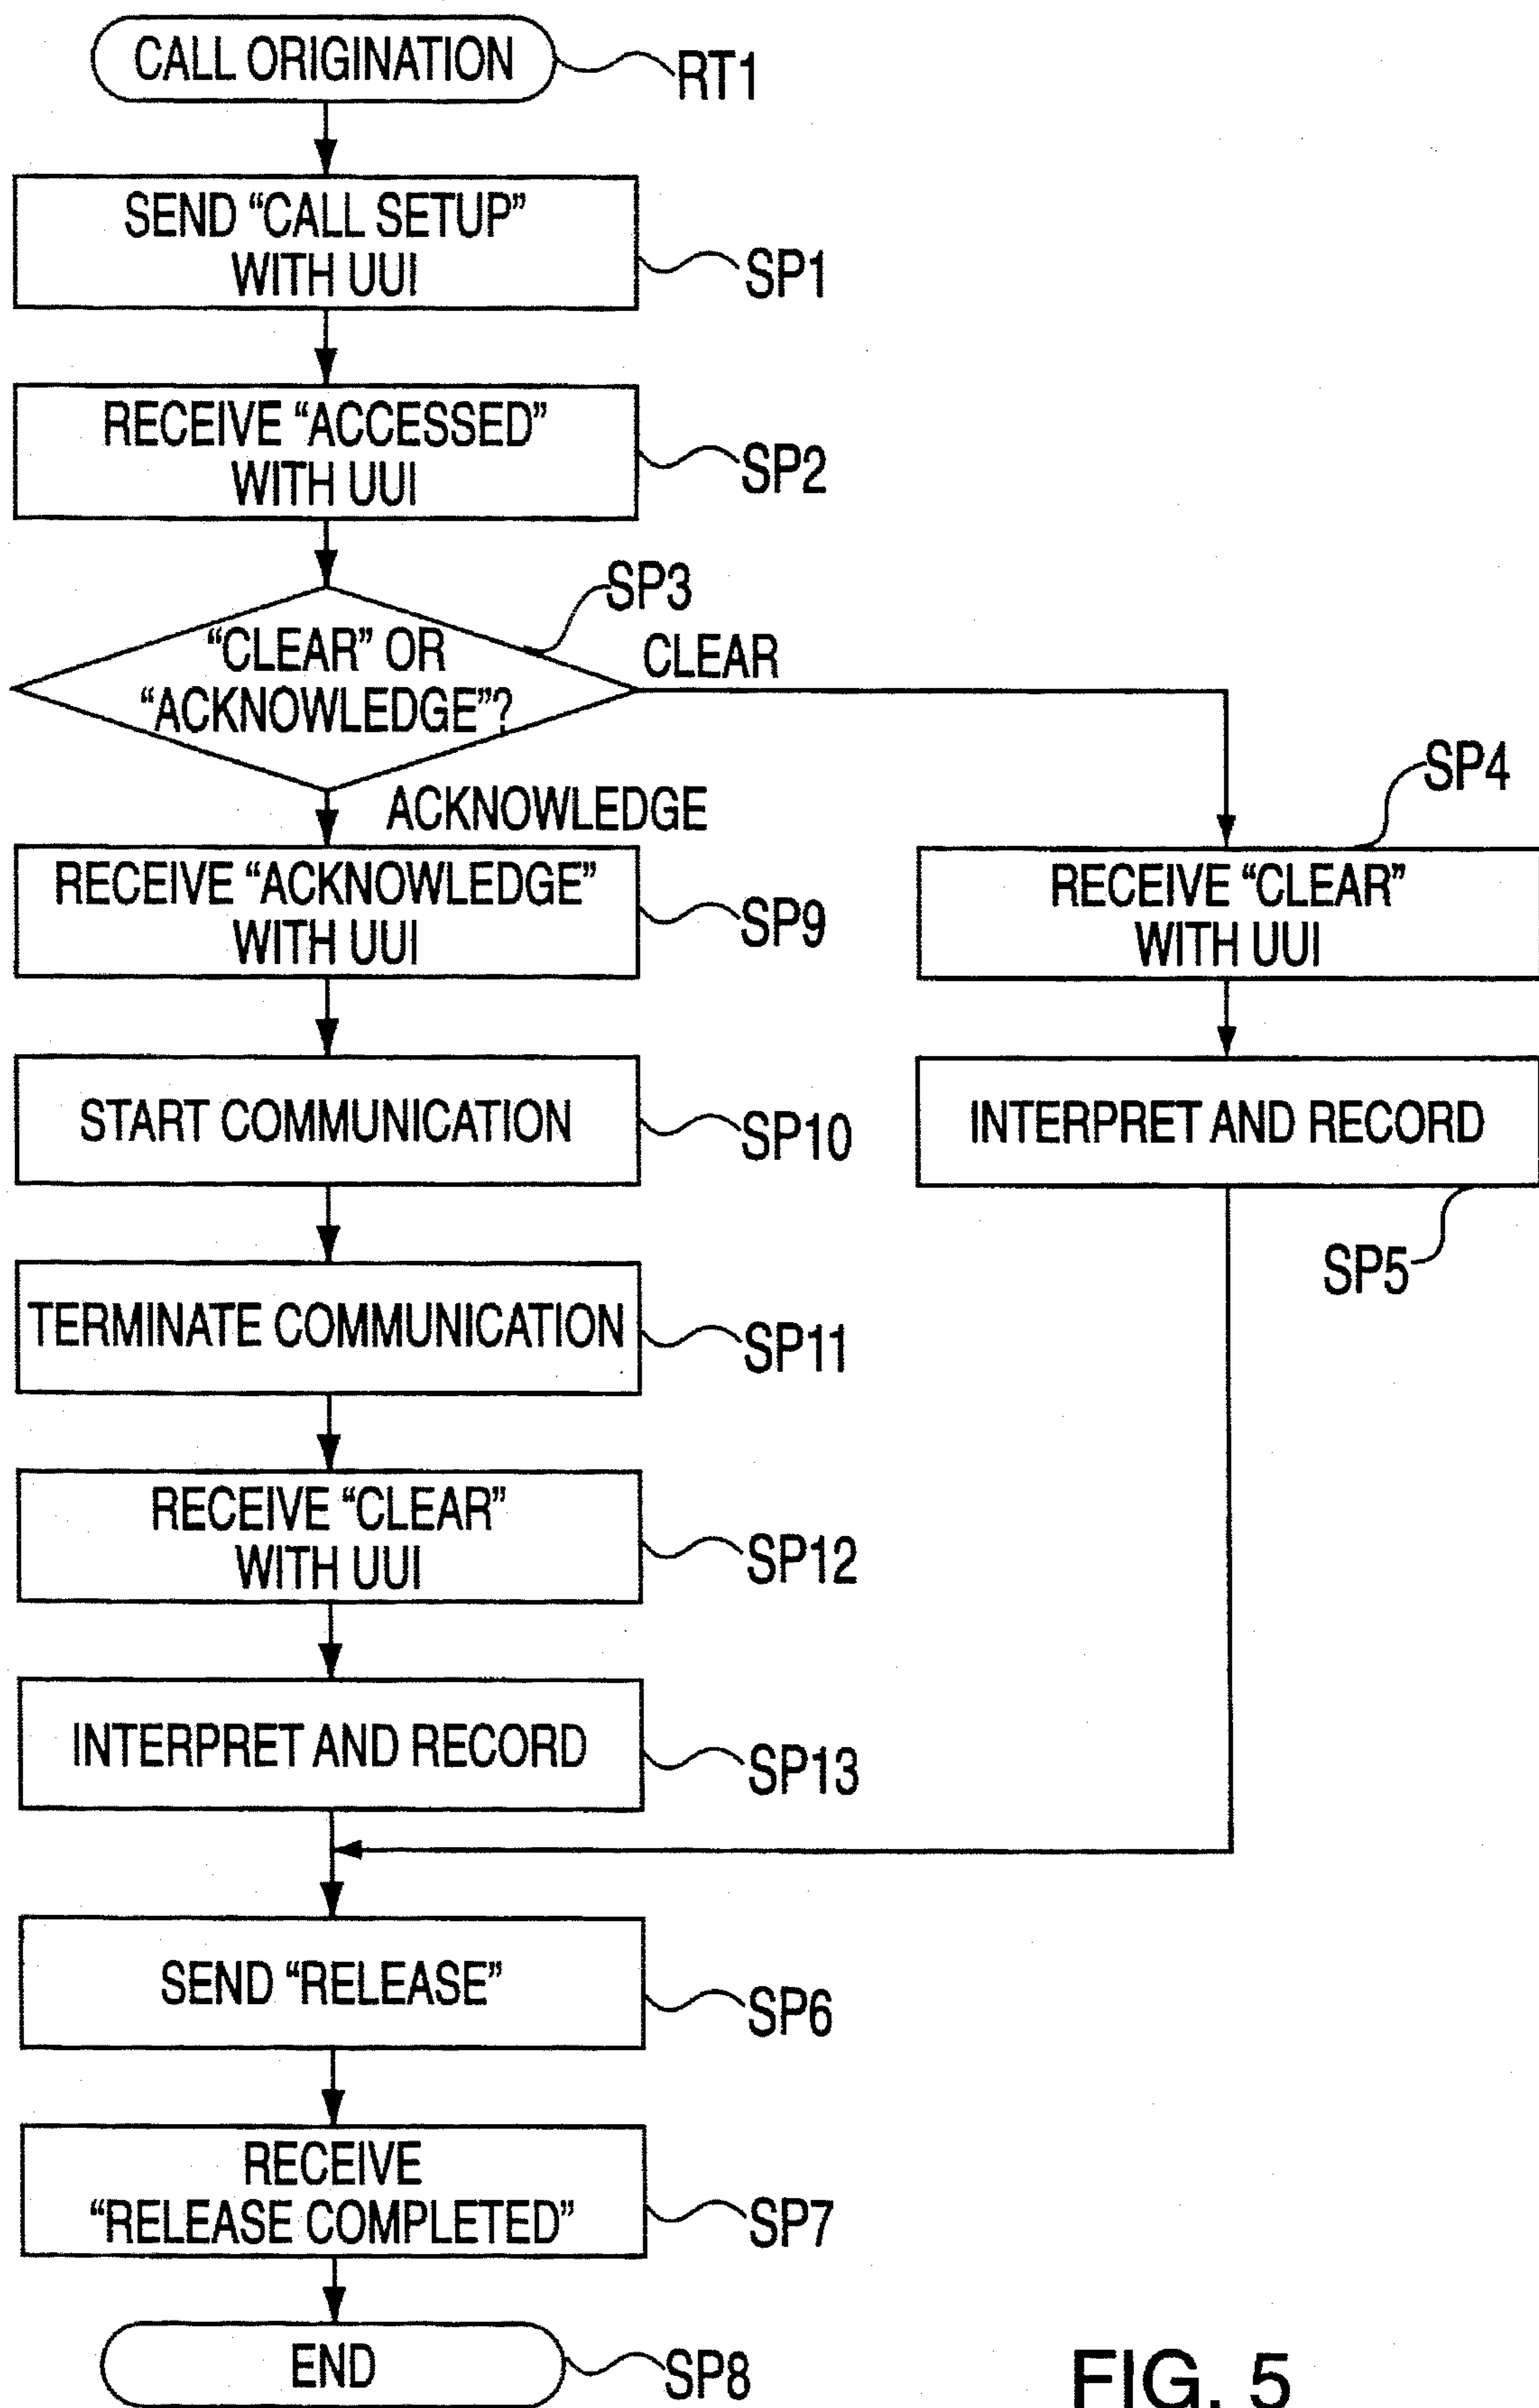 CALL ORIGINATION
RT1
SEND “CALL SETUP”
WITH UUI
SP1
RECEIVE “ACCESSED”
WITH UUI
SP2
SP3
“CLEAR” OR
“ACKNOWLEDGE”?
CLEAR
ACKNOWLEDGE
SP4
RECEIVE “ACKNOWLEDGE”
WITH UUI
SP9
RECEIVE “CLEAR”
WITH UUI
START COMMUNICATION
SP10
INTERPRET AND RECORD
SP5
TERMINATE COMMUNICATION
SP11
RECEIVE “CLEAR”
WITH UUI
SP12
INTERPRET AND RECORD
SP13
SEND “RELEASE”
SP6
RECEIVE
“RELEASE COMPLETED”
SP7
END
SP8
FIG. 5